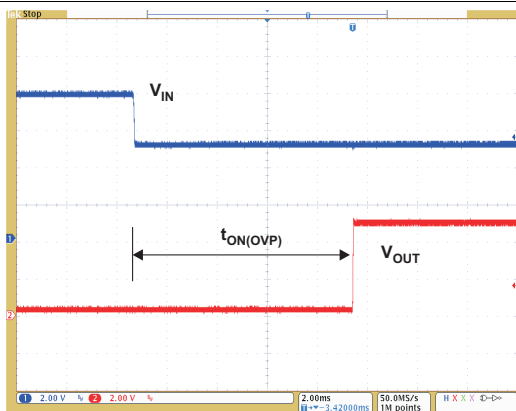 Stop
T
T
VIN
1
tON(OVP)
VOUT
2
1 2.00 V 2 2.00 V 2.00ms 50.0MS/s H X X X
T→▼-3.42000ms 1M points